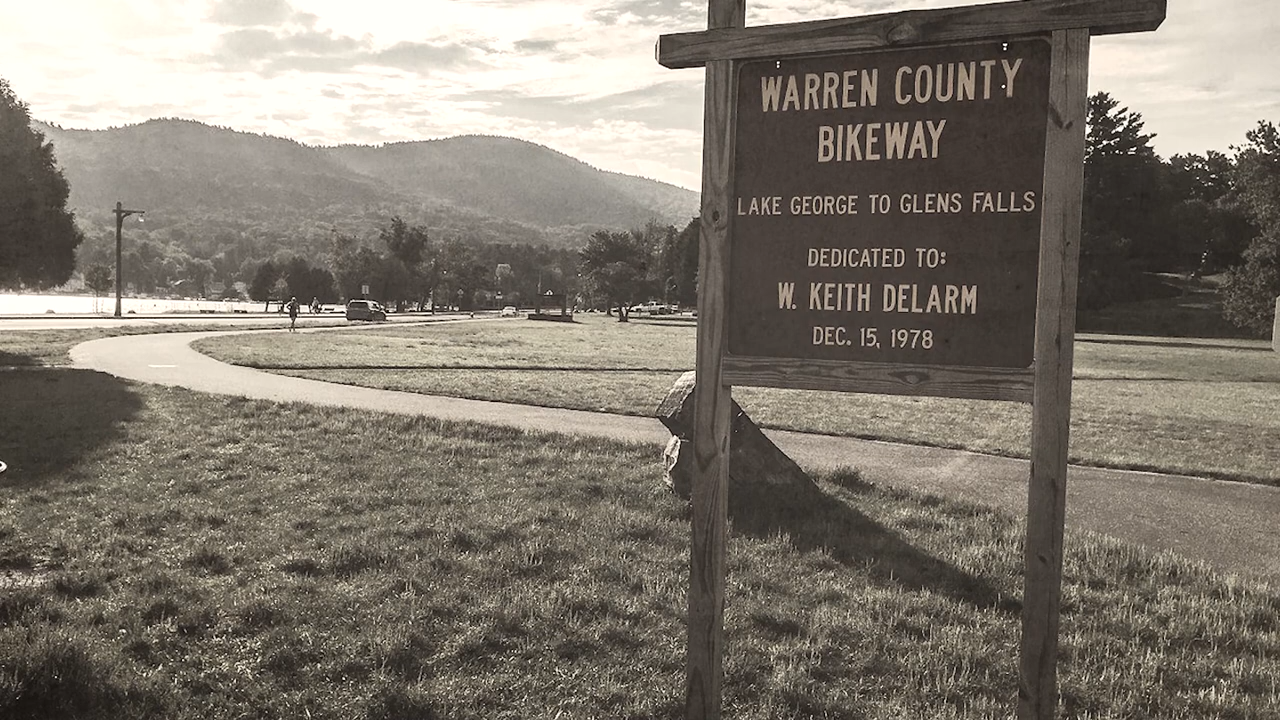 WARREN COUNTY
BIKEWAY
LAKE GEORGE TO GLENS FALLS
DEDICATED TO:
W. KEITH DELARM
DEC. 15, 1978